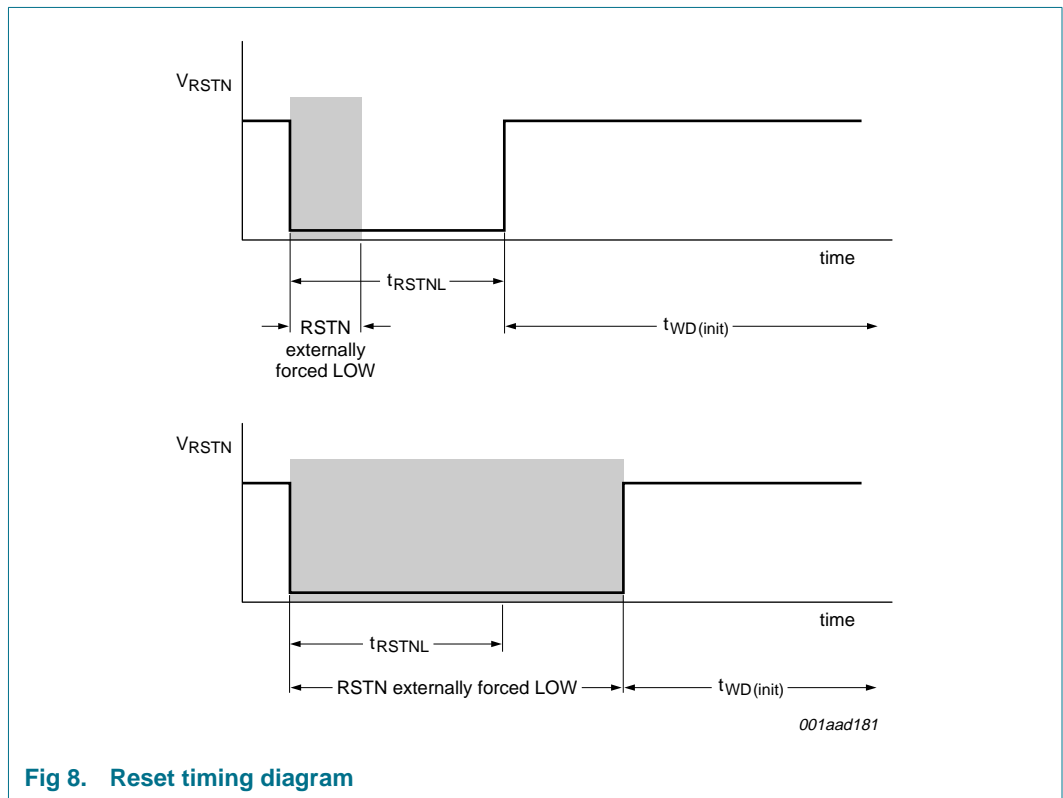 VRSTN
time
tRSTNL
RSTN
externally
forced LOW
tWD(init)
VRSTN
time
tRSTNL
RSTN externally forced LOW
tWD(init)
001aad181
Fig 8. Reset timing diagram